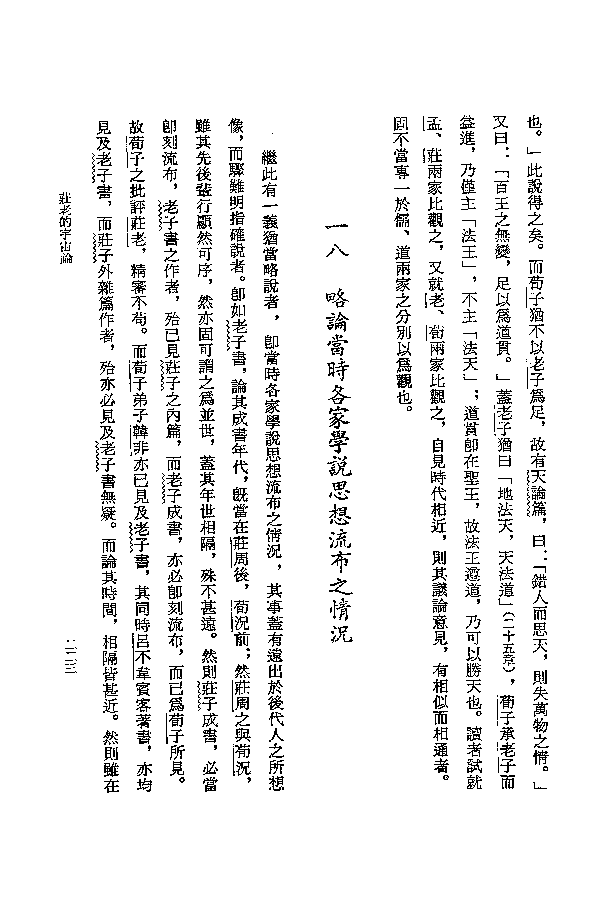 也。」此說得之矣。而荀子猶不以老子爲足，故有天論篇，曰：「錯人而思天，則失萬物之情。」
又曰：「百王之無變，足以爲道貫。」蓋老子猶曰「地法天，天法道」（二十五章），荀子承老子而
益進，乃僅主「法王」，不主「法天」；道貫卽在聖王，故法王遵道，乃可以勝天也。讀者試就
孟、莊兩家比觀之，又就老、荀兩家比觀之，自見時代相近，則其議論意見，有相似而相通者。
固不當專一於儒、道兩家之分別以爲觀也。
一八　略論當時各家學說思想流布之情況
繼此有一義猶當略說者，卽當時各家學說思想流布之情況，其事蓋有遠出於後代人之所想
像，而驟難明指確說者。卽如老子書，論其成書年代，旣當在莊周後，荀況前；然莊周之與荀況，
雖其先後輩行顯然可序，然亦固可謂之爲並世，蓋其年世相隔，殊不甚遠。然則莊子成書，必當
卽刻流布，老子書之作者，殆已見莊子之內篇，而老子成書，亦必卽刻流布，而已爲荀子所見。
故荀子之批評莊老，精審不苟。而荀子弟子韓非亦已見及老子書，其同時呂不韋賓客著書，亦均
見及老子書，而莊子外雜篇作者，殆亦必見及老子書無疑。而論其時間，相隔皆甚近。然則雖在
莊老的宇宙論
二二三